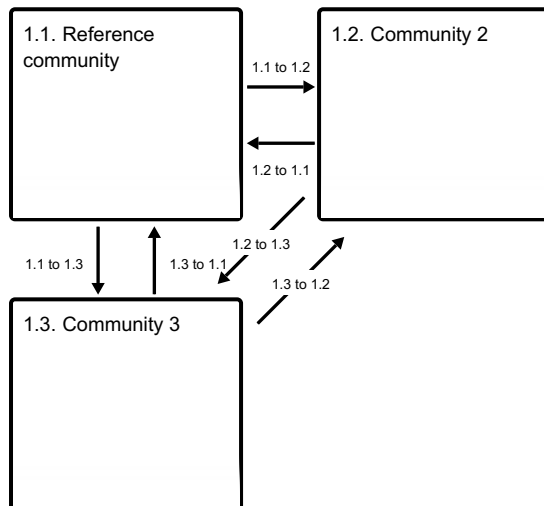 1.1. Reference
community
1.2. Community 2
1.1 to 1.2
1.2 to 1.1
1.2 to 1.3
1.1 to 1.3
1.3 to 1.1
1.3 to 1.2
1.3. Community 3